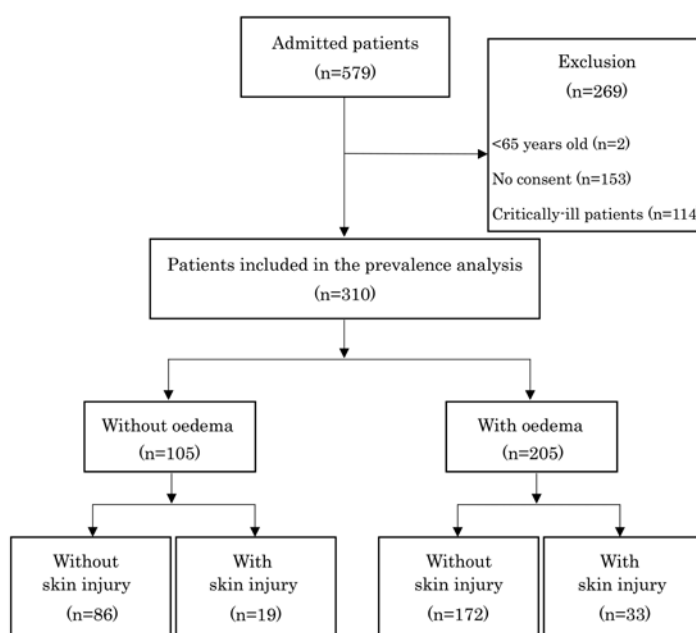 Admitted patients
(n=579)
Exclusion
(n=269)
<65 years old (n=2)
No consent (n=153)
Critically-ill patients (n=114
Patients included in the prevalence analysis
(n=310)
Without oedema
(n=105)
With oedema
(n=205)
Without
skin injury
(n=86)
With
skin injury
(n=19)
Without
skin injury
(n=172)
With
skin injury
(n=33)